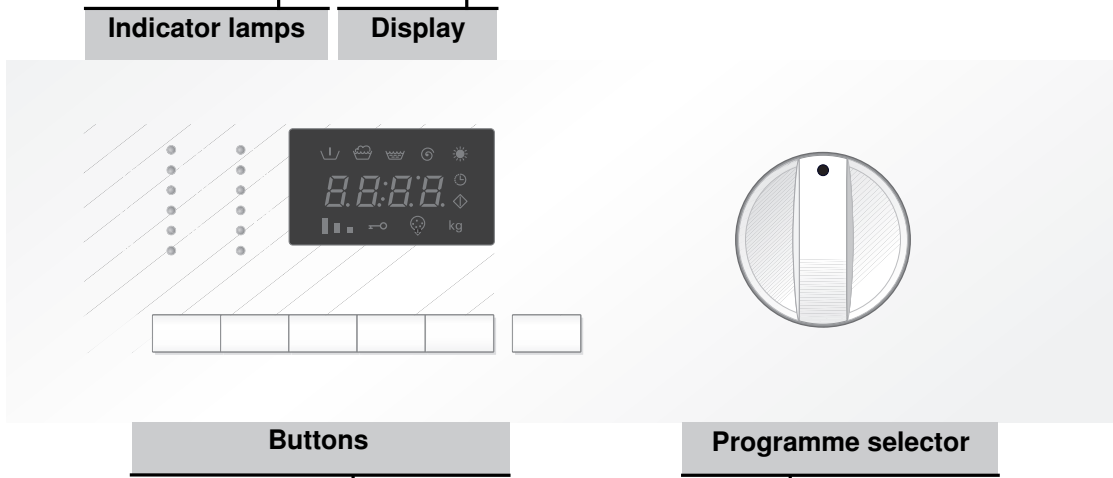 Indicator lamps
Display
8.8:8.8.
kg
Buttons
Programme selector